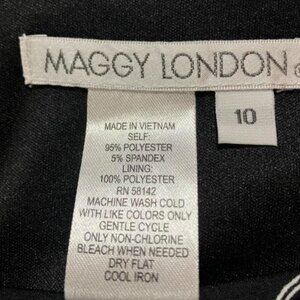 MAGGY LONDON
10
MADE IN VIETNAM
SELF:
95% POLYESTER
5% SPANDEX
LINING:
100% POLYESTER
RN 58142
MACHINE WASH COLD
WITH LIKE COLORS ONLY
GENTLE CYCLE
ONLY NON-CHLORINE
BLEACH WHEN NEEDED
DRY FLAT
COOL IRON